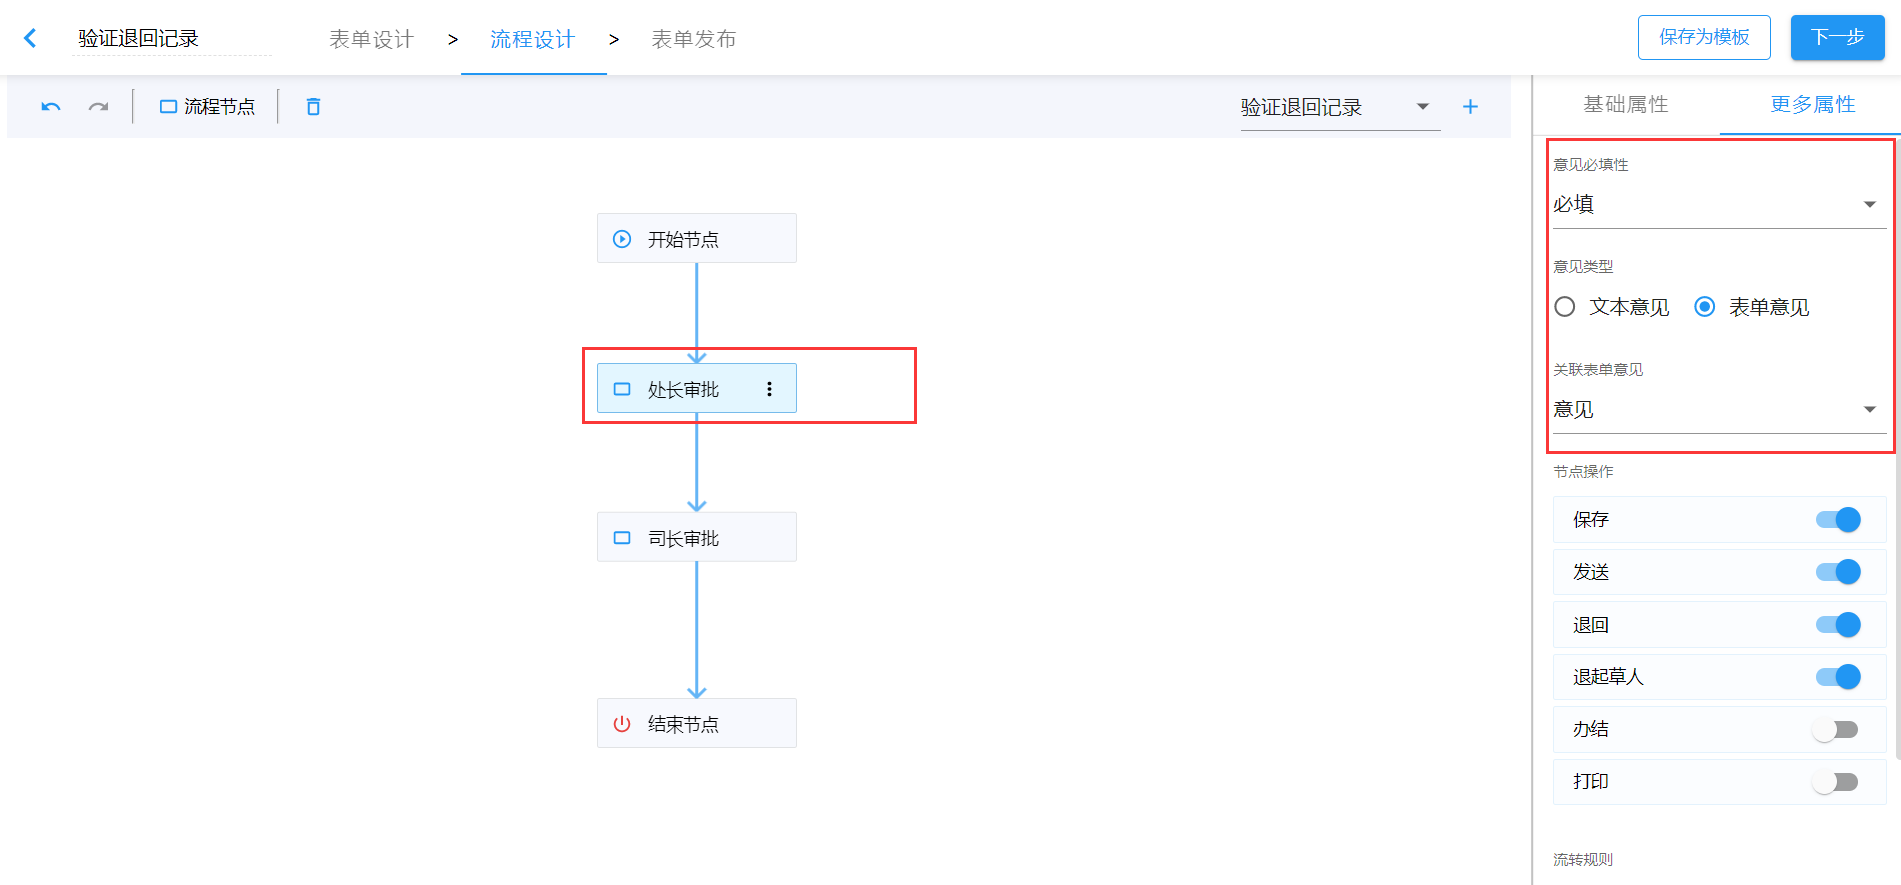 验证退回记录
表单设计 > 流程设计 > 表单发布
保存为模板
下一步
流程节点
验证退回记录
基础属性
更多属性
开始节点
处长审批
司长审批
结束节点
意见必填性
必填
意见类型
文本意见
表单意见
关联表单意见
意见
节点操作
保存
发送
退回
退起草人
办结
打印
流转规则